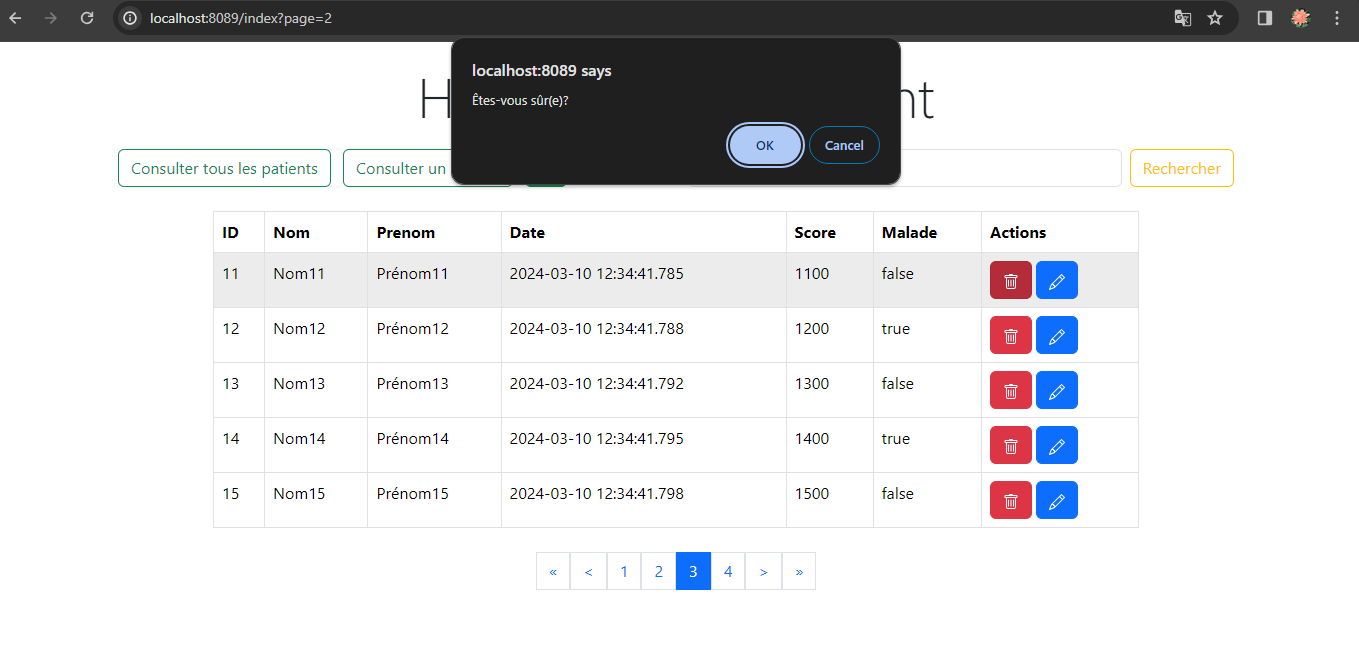 localhost:8089/index?page=2
localhost:8089 says
Êtes-vous sûr(e)?
OK Cancel
Consulter tous les patients Consulter un Rechercher
ID Nom Prenom Date Score Malade Actions
11 Nom11 Prénom11 2024-03-10 12:34:41.785 1100 false
12 Nom12 Prénom12 2024-03-10 12:34:41.788 1200 true
13 Nom13 Prénom13 2024-03-10 12:34:41.792 1300 false
14 Nom14 Prénom14 2024-03-10 12:34:41.795 1400 true
15 Nom15 Prénom15 2024-03-10 12:34:41.798 1500 false
« < 1 2 3 4 > »